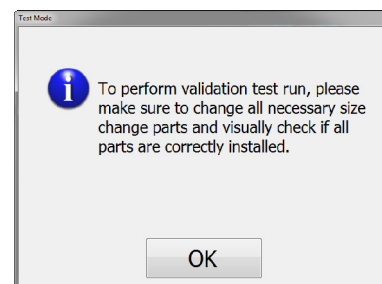 Test Mode
To perform validation test run, please
make sure to change all necessary size
change parts and visually check if all
parts are correctly installed.
OK